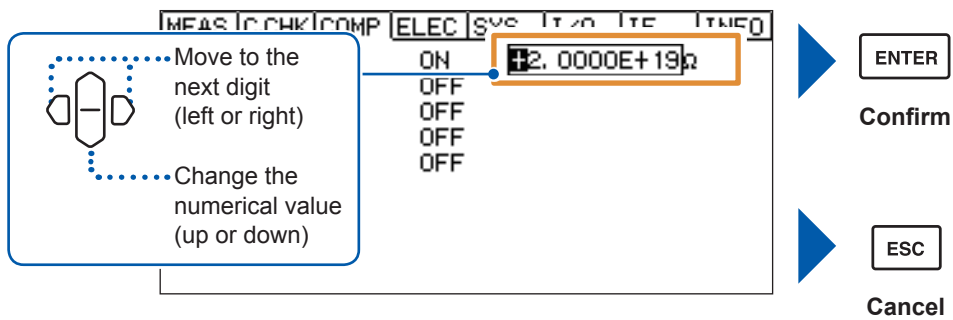 MEAS C.CHK COMP ELEC SYS I/O IF INFO
Move to the
next digit
(left or right)
Change the
numerical value
(up or down)
ON
OFF
OFF
OFF
OFF
+2. 0000E+19Ω
ENTER
Confirm
ESC
Cancel